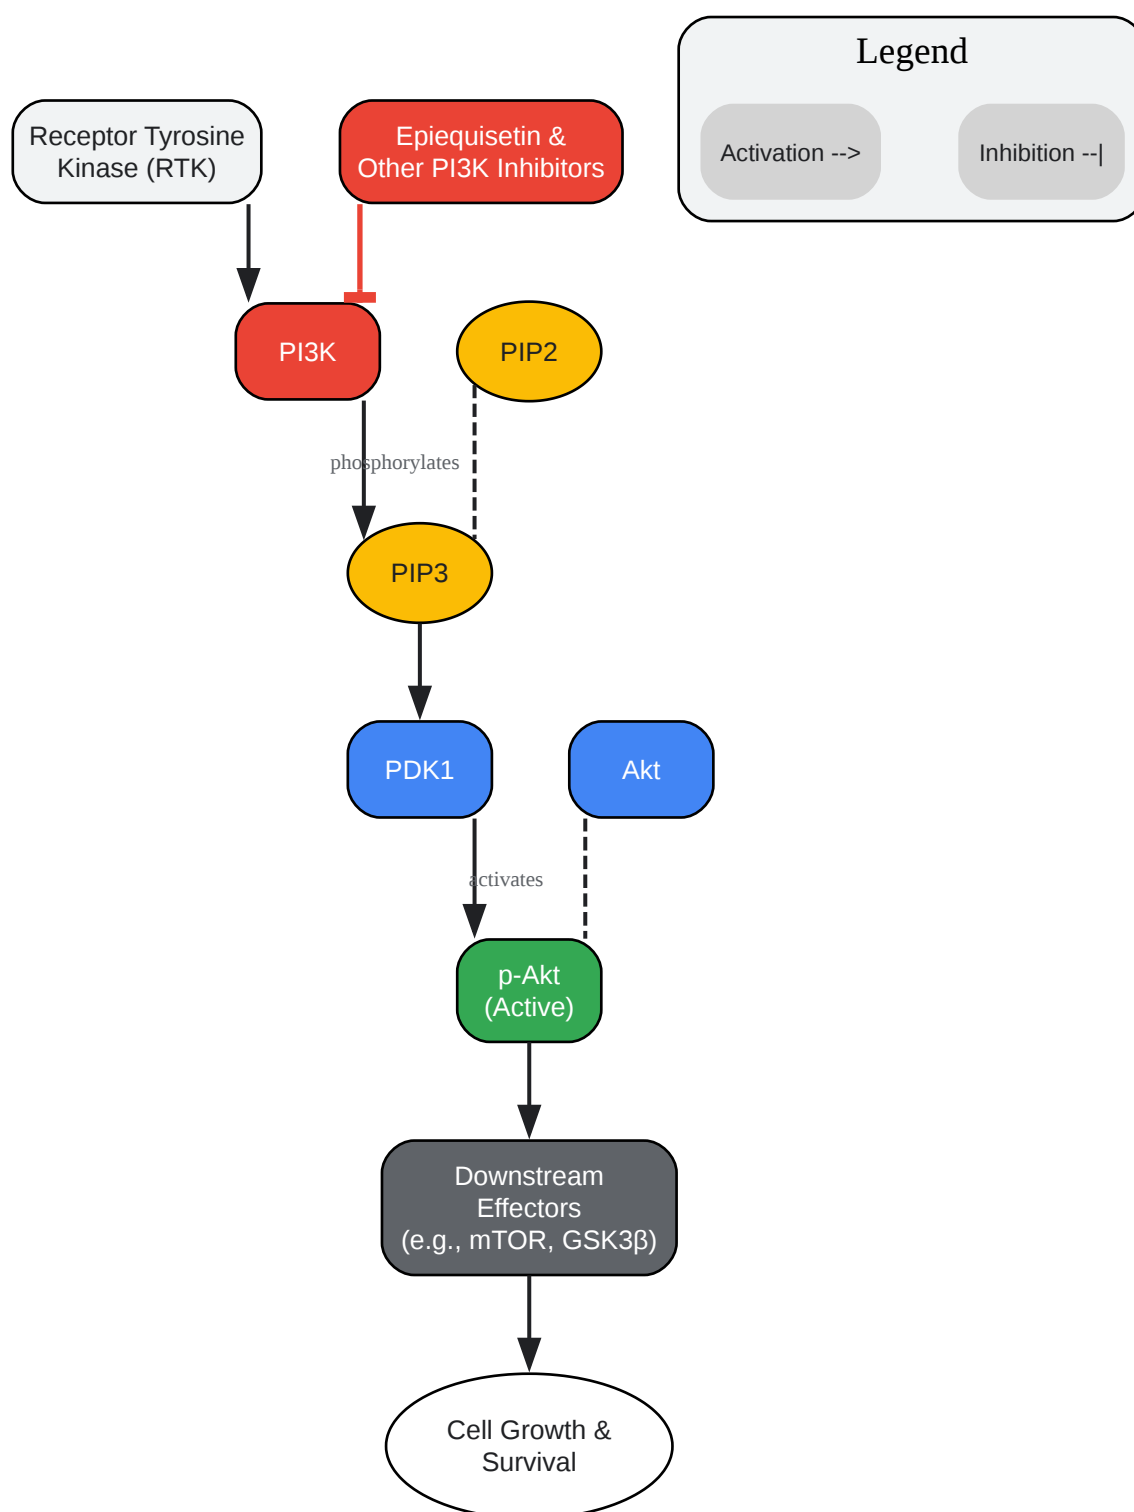 Legend
Receptor Tyrosine
Kinase (RTK)
Epiequisetin &
Other PI3K Inhibitors
Activation -->
Inhibition --|
PI3K
PIP2
phosphorylates
PIP3
PDK1
Akt
activates
p-Akt
(Active)
Downstream
Effectors
(e.g., mTOR, GSK3β)
Cell Growth &
Survival